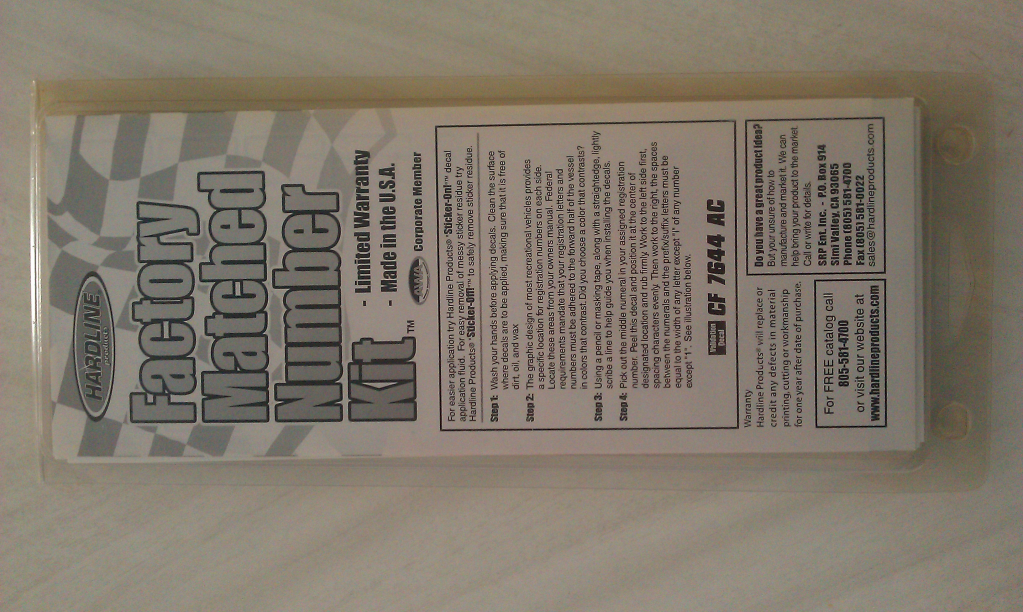 HARDLINE
PRODUCTS
Factory
Matched
Number
Kit™
- Limited Warranty
- Made in the U.S.A.
Corporate Member
For easier application try Hardline Products® "Sticker-On!"™ decal
application fluid. For easy removal of messy sticker residue try
Hardline Products® "Sticker-Off!"™ to safely remove sticker residue.
Step 1: Wash your hands before applying decals. Clean the surface
where decals are to be applied, making sure that it is free of
dirt, oil, and wax
Step 2: The graphic design of most recreational vehicles provides
a specific location for registration numbers on each side.
Locate these areas from your owners manual. Federal
requirements mandate that your registration letters and
numbers must be adhered to the forward half of the vessel
in colors that contrast. Did you choose a color that contrasts?
Step 3: Using a pencil or masking tape, along with a straightedge, lightly
scribe a line to help guide you when installing the decals.
Step 4: Pick out the middle numeral in your assigned registration
number. Peel this decal and position it at the center of
designated location and rub firmly. Work to the left side first,
spacing characters evenly. Then work to the right, the spaces
between the numerals and the prefix/suffix letters must be
equal to the width of any letter except "I" of any number
except "1". See illustration below.
Validation
Decal
CF 7644 AC
Warranty
Hardline Products® will replace or
credit any defects in material
printing, cutting or workmanship
for one year after date of purchase.
For FREE catalog call
805-581-4700
or visit our website at
www.hardlineproducts.com
Do you have a great product idea?
But your unsure of how to
manufacture and market it. We can
help bring your product to the market.
Call or write for details.
SRP Ent. Inc. - P.O. Box 914
Simi Valley, CA 93065
Phone (805) 581-4700
Fax (805) 581-0022
sales@hardlineproducts.com